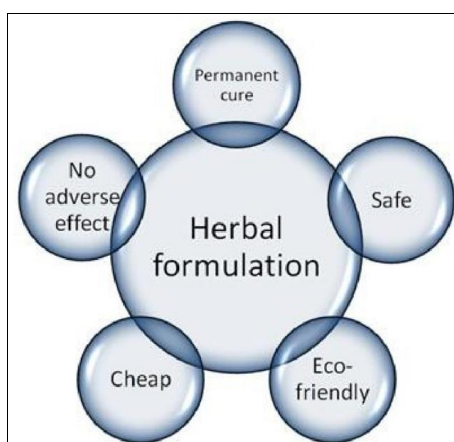 Permanent
cure
No
adverse
effect
Safe
Herbal
formulation
Cheap
Eco-
friendly